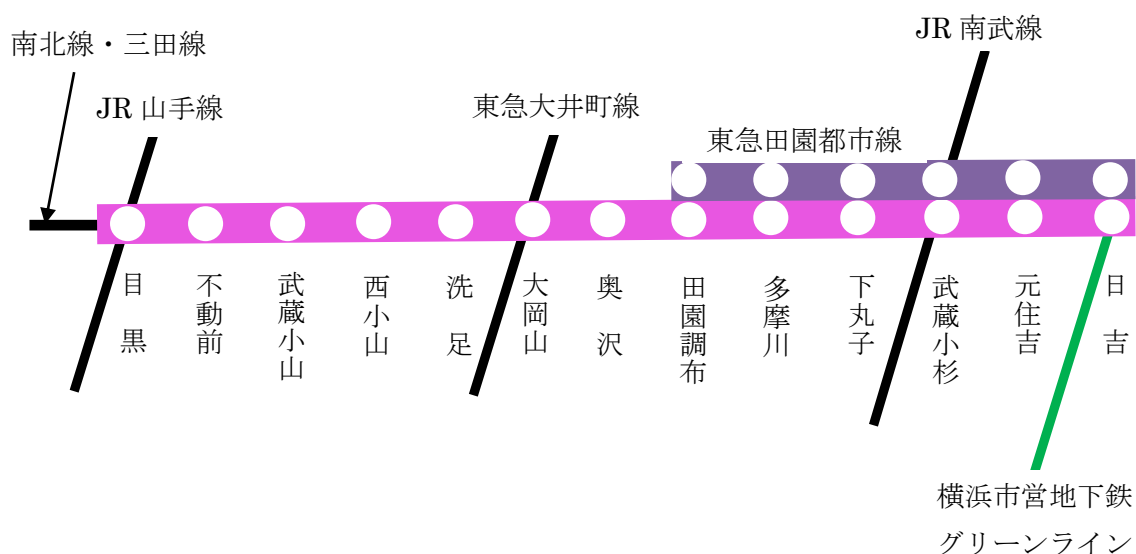 南北線・三田線
JR 山手線
東急大井町線
東急田園都市線
JR 南武線
目黒
不動前
武蔵小山
西小山
洗足
大岡山
奥沢
田園調布
多摩川
下丸子
武蔵小杉
元住吉
日吉
横浜市営地下鉄
グリーンライン